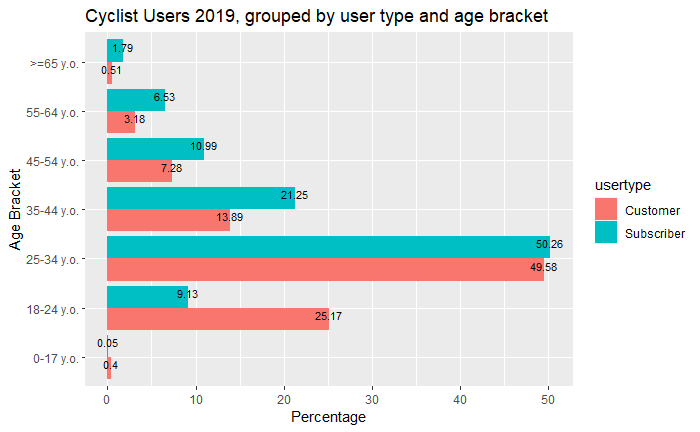 Cyclist Users 2019, grouped by user type and age bracket
Age Bracket
>=65 y.o.
1.79
0.51
55-64 y.o.
6.53
3.18
45-54 y.o.
10.99
7.28
35-44 y.o.
21.25
13.89
25-34 y.o.
50.26
49.58
18-24 y.o.
9.13
25.17
0-17 y.o.
0.05
0.4
0 10 20 30 40 50
Percentage
usertype
Customer
Subscriber